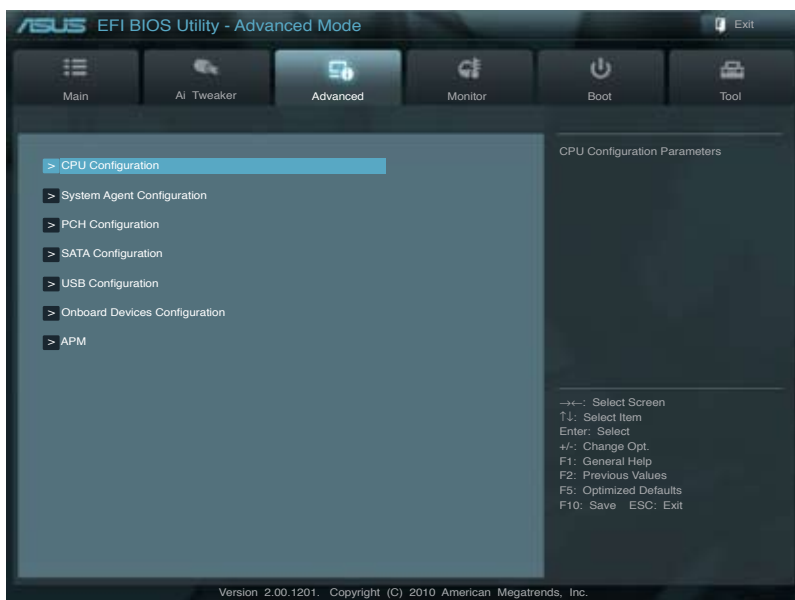 ASUS EFI BIOS Utility - Advanced Mode
Exit
Main
Ai Tweaker
Advanced
Monitor
Boot
Tool
> CPU Configuration
> System Agent Configuration
> PCH Configuration
> SATA Configuration
> USB Configuration
> Onboard Devices Configuration
> APM
CPU Configuration Parameters
→←: Select Screen
↑↓: Select Item
Enter: Select
+/-: Change Opt.
F1: General Help
F2: Previous Values
F5: Optimized Defaults
F10: Save ESC: Exit
Version 2.00.1201. Copyright (C) 2010 American Megatrends, Inc.